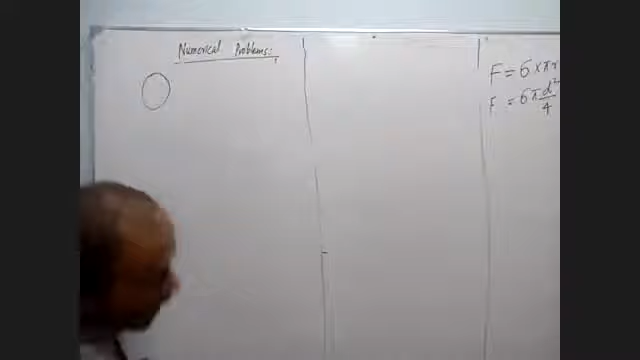 Numerical Problems:
F = 6 × π
F = 6 π d²/4